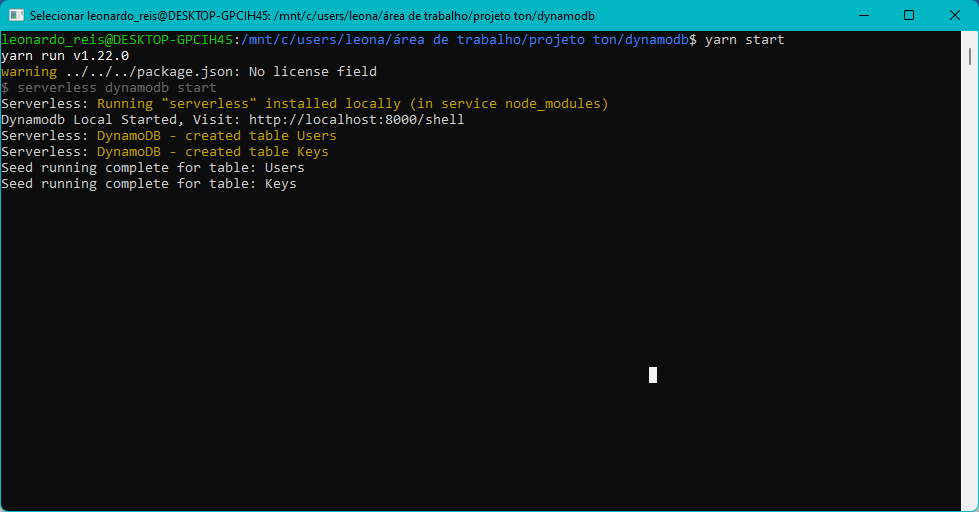 Selecionar leonardo_reis@DESKTOP-GPCIH45: /mnt/c/users/leona/área de trabalho/projeto ton/dynamodb
leonardo_reis@DESKTOP-GPCIH45:/mnt/c/users/leona/área de trabalho/projeto ton/dynamodb$ yarn start
yarn run v1.22.0
warning ../../../package.json: No license field
$ serverless dynamodb start
Serverless: Running "serverless" installed locally (in service node_modules)
Dynamodb Local Started, Visit: http://localhost:8000/shell
Serverless: DynamoDB - created table Users
Serverless: DynamoDB - created table Keys
Seed running complete for table: Users
Seed running complete for table: Keys